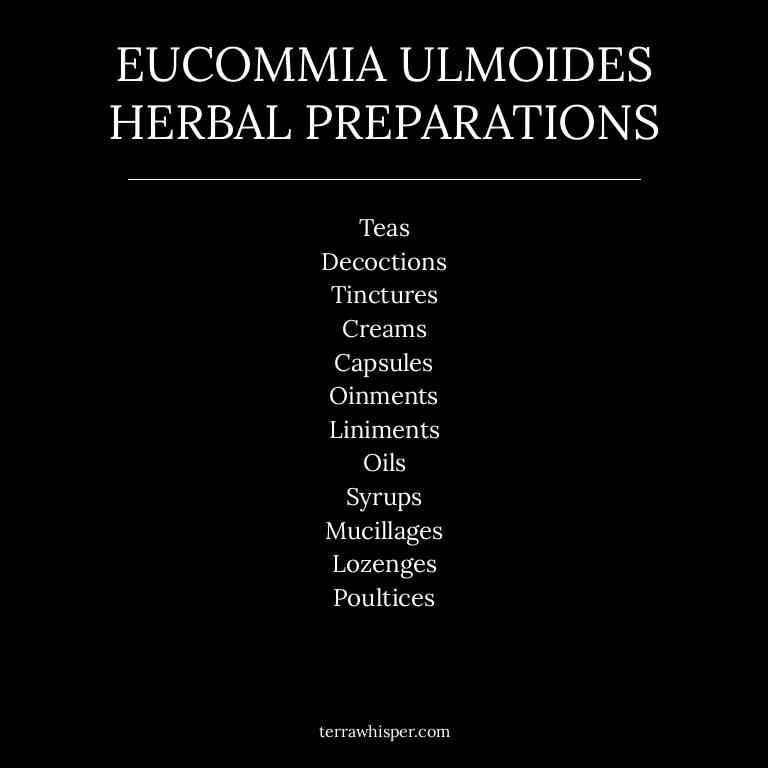 EUCOMMIA ULMOIDES
HERBAL PREPARATIONS
Teas
Decoctions
Tinctures
Creams
Capsules
Oinments
Liniments
Oils
Syrups
Mucillages
Lozenges
Poultices
terrawhisper.com